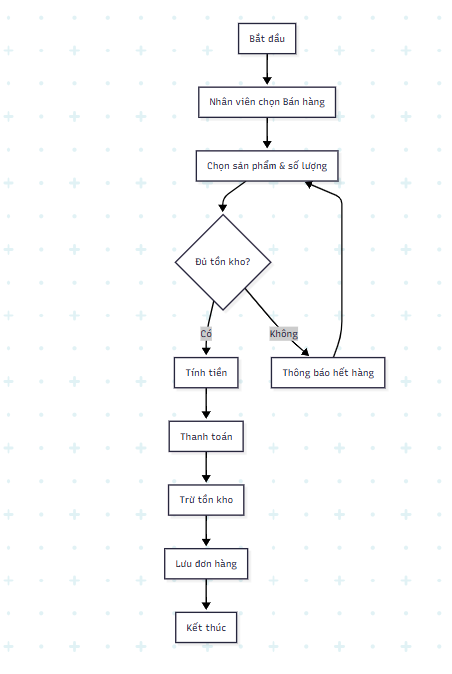 Bắt đầu
Nhân viên chọn Bán hàng
Chọn sản phẩm & số lượng
Đủ tồn kho?
Có
Không
Tính tiền
Thông báo hết hàng
Thanh toán
Trừ tồn kho
Lưu đơn hàng
Kết thúc